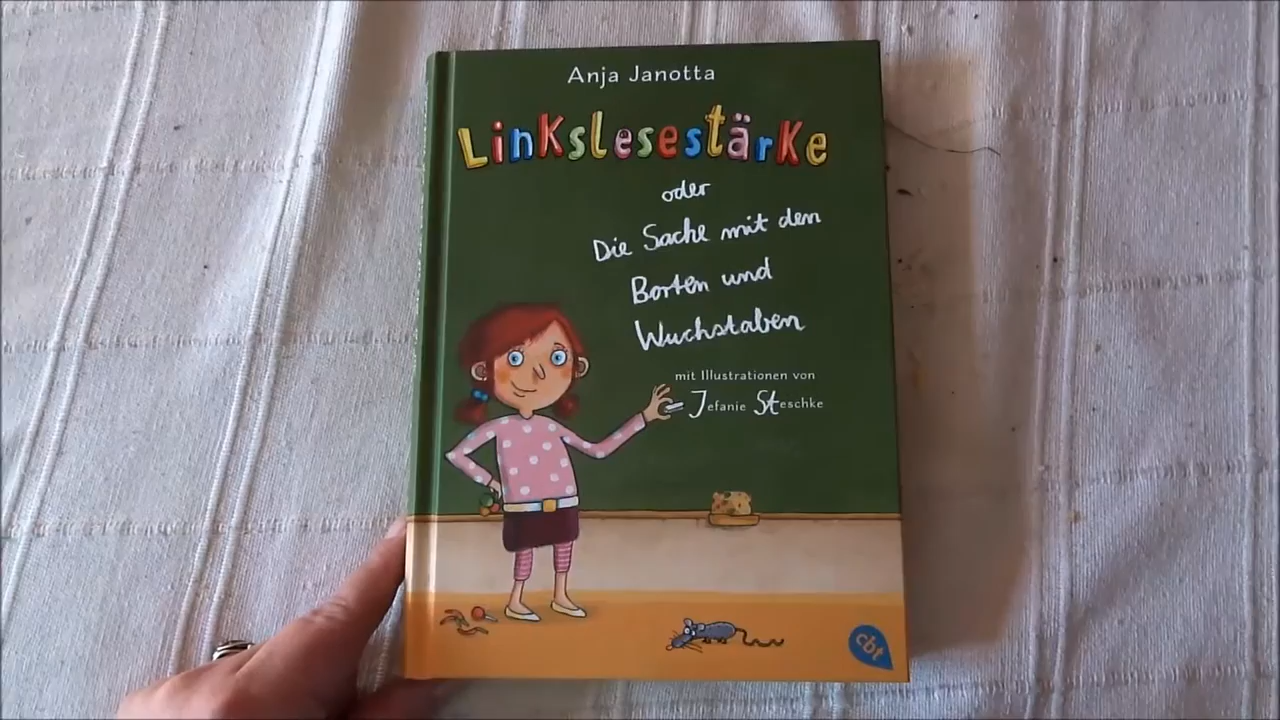 Anja Janotta
Linkslesestärke
oder
Die Sache mit den
Borten und
Wuchstaben
mit Illustrationen von
Jefanie Steschke
cbt